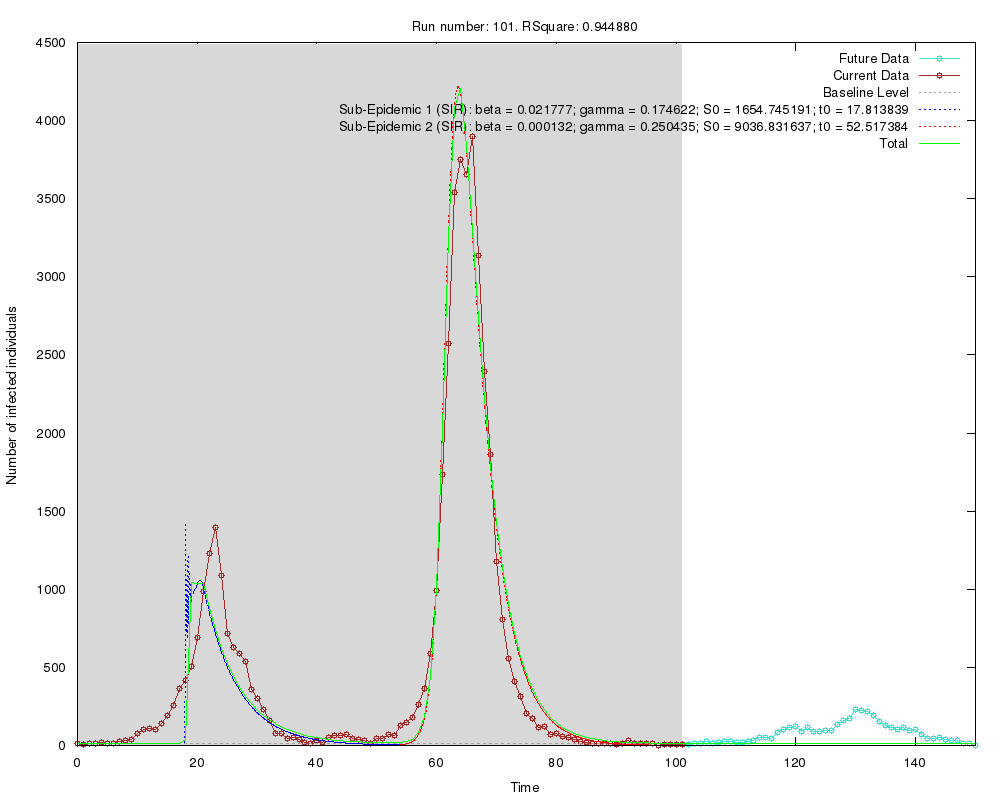 Run number: 101. RSquare: 0.944880
Future Data
Current Data
Baseline Level
Sub-Epidemic 1 (SIR): beta = 0.021777; gamma = 0.174622; S0 = 1654.745191; t0 = 17.813839
Sub-Epidemic 2 (SIR): beta = 0.000132; gamma = 0.250435; S0 = 9036.831637; t0 = 52.517384
Total
Number of infected individuals
4500
4000
3500
3000
2500
2000
1500
1000
500
0
0 20 40 60 80 100 120 140
Time